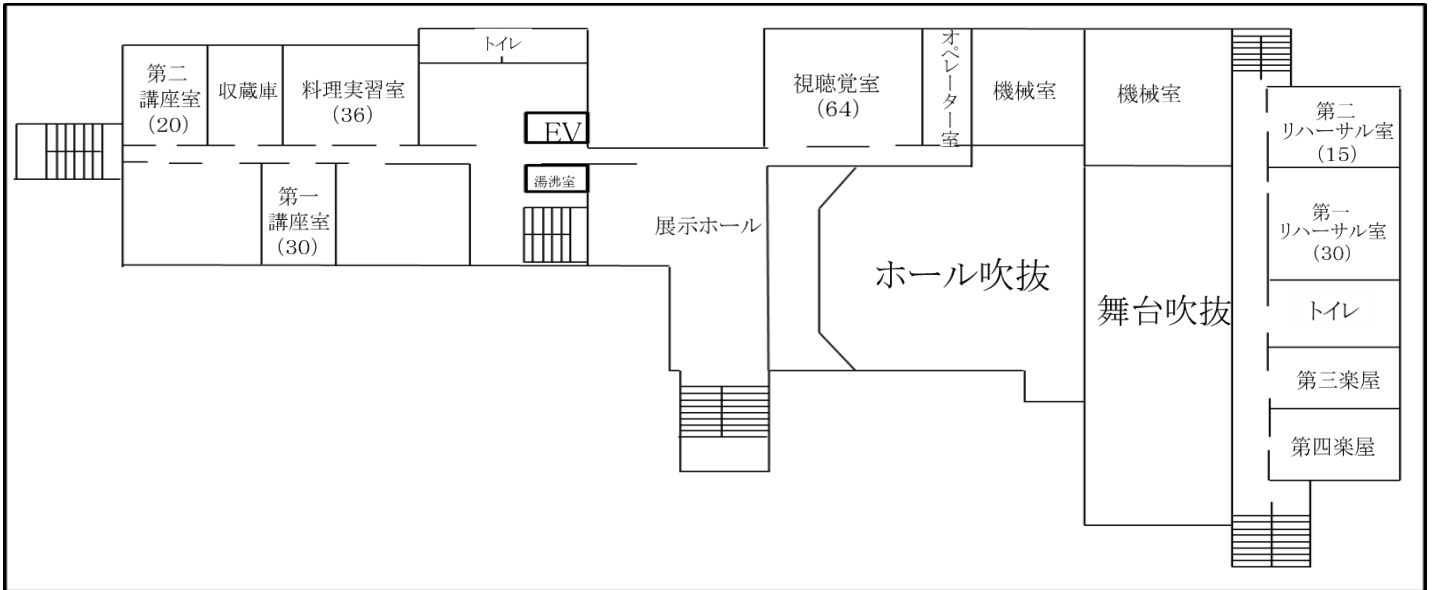 トイレ
第二
講座室
(20)
収蔵庫
料理実習室
(36)
EV
湯沸室
第一
講座室
(30)
展示ホール
視聴覚室
(64)
オペレーター室
機械室
機械室
ホール吹抜
舞台吹抜
第二
リハーサル室
(15)
第一
リハーサル室
(30)
トイレ
第三楽屋
第四楽屋